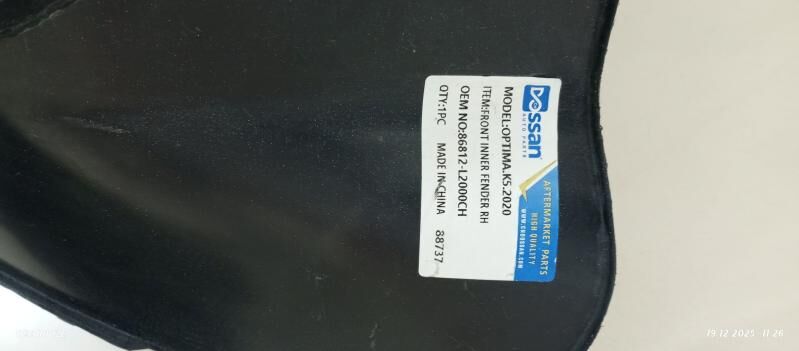 Dossan
AUTO PARTS
AFTERMARKET PARTS
HIGH QUALITY
WWW.CNDOSSAN.COM
MODEL:OPTIMA.K5.2020
ITEM:FRONT INNER FENDER RH
OEM NO:86812-L2000CH
QTY:1PC MADE IN CHINA 88737
19.12.2025 11:26